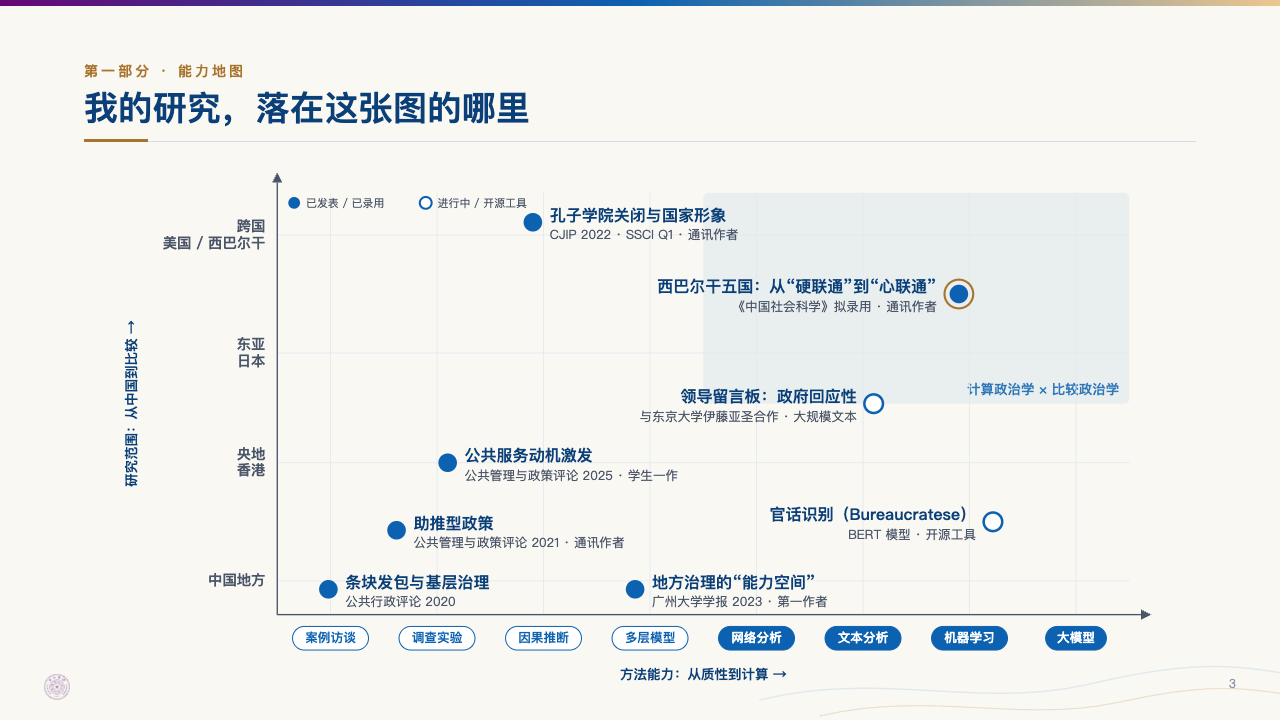 第一部分 · 能力地图
我的研究，落在这张图的哪里
已发表 / 已录用
进行中 / 开源工具
跨国
美国 / 西巴尔干
东亚
日本
央地
香港
中国地方
研究范围：从中国到比较 →
孔子学院关闭与国家形象
CJIP 2022 · SSCI Q1 · 通讯作者
西巴尔干五国：从“硬联通”到“心联通”
《中国社会科学》拟录用 · 通讯作者
计算政治学 × 比较政治学
领导留言板：政府回应性
与东京大学伊藤亚圣合作 · 大规模文本
公共服务动机激发
公共管理与政策评论 2025 · 学生一作
官话识别（Bureaucratese）
BERT 模型 · 开源工具
助推型政策
公共管理与政策评论 2021 · 通讯作者
条块发包与基层治理
公共行政评论 2020
地方治理的“能力空间”
广州大学学报 2023 · 第一作者
案例访谈
调查实验
因果推断
多层模型
网络分析
文本分析
机器学习
大模型
方法能力：从质性到计算 →
3